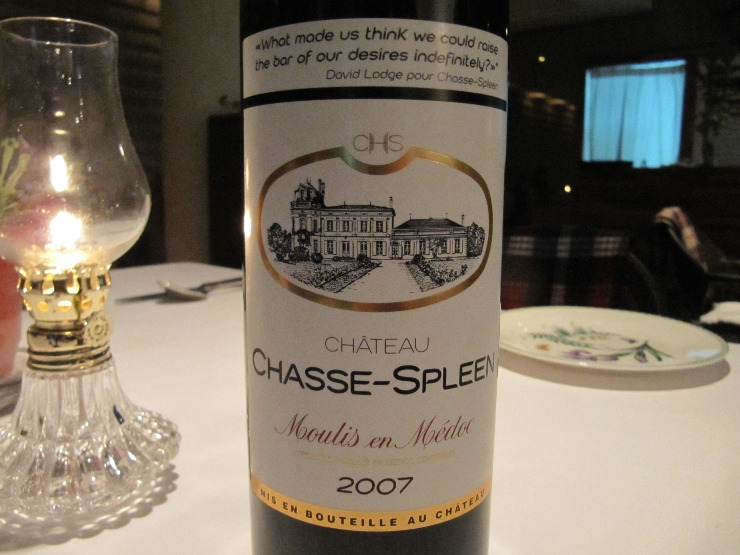 «What made us think we could raise
the bar of our desires indefinitely?»
David Lodge pour Chasse-Spleen
CHS
CHÂTEAU
CHASSE-SPLEEN
Moulis en Médoc
2007
MIS EN BOUTEILLE AU CHÂTEAU